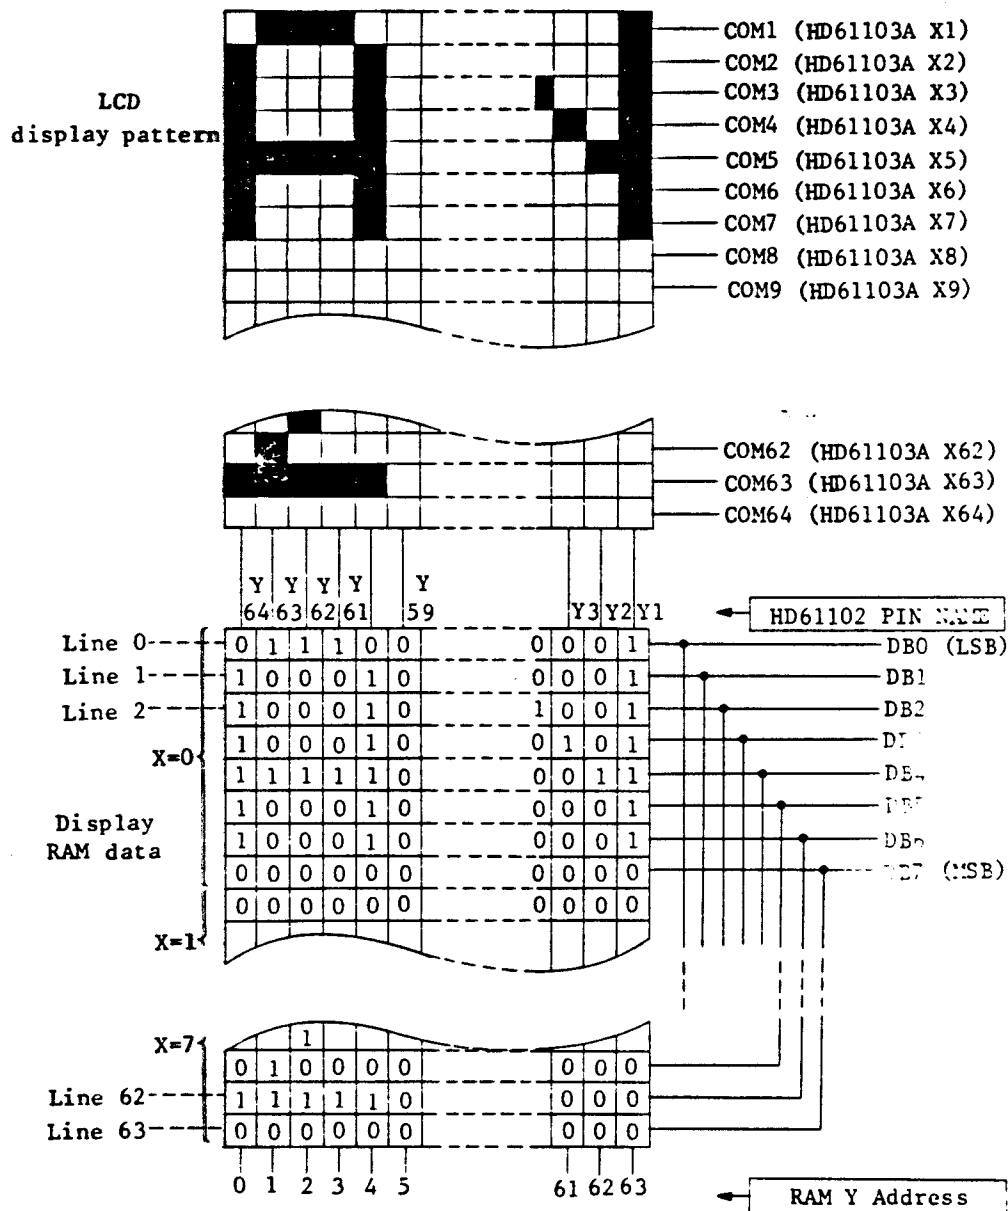 COM1 (HD61103A X1)
COM2 (HD61103A X2)
COM3 (HD61103A X3)
COM4 (HD61103A X4)
COM5 (HD61103A X5)
COM6 (HD61103A X6)
COM7 (HD61103A X7)
COM8 (HD61103A X8)
COM9 (HD61103A X9)
LCD
display pattern
COM62 (HD61103A X62)
COM63 (HD61103A X63)
COM64 (HD61103A X64)
Y Y Y Y Y
64 63 62 61 59 Y3 Y2 Y1
HD61102 PIN
Line 0 0 1 1 1 0 0 0 0 0 1 DB0 (LSB)
Line 1 1 0 0 0 1 0 0 0 0 1 DB1
Line 2 1 0 0 0 1 0 1 0 0 1 DB2
1 0 0 0 1 0 0 1 0 1
X=0
1 1 1 1 1 0 0 0 1 1
1 0 0 0 1 0 0 0 0 1
Display
RAM data
1 0 0 0 1 0 0 0 0 1
0 0 0 0 0 0 0 0 0 0 (MSB)
0 0 0 0 0 0 0 0 0 0
X=1
X=7
1
0 1 0 0 0 0 0 0 0
Line 62 1 1 1 1 1 0 0 0 0
Line 63 0 0 0 0 0 0 0 0 0
0 1 2 3 4 5 61 62 63
RAM Y Address